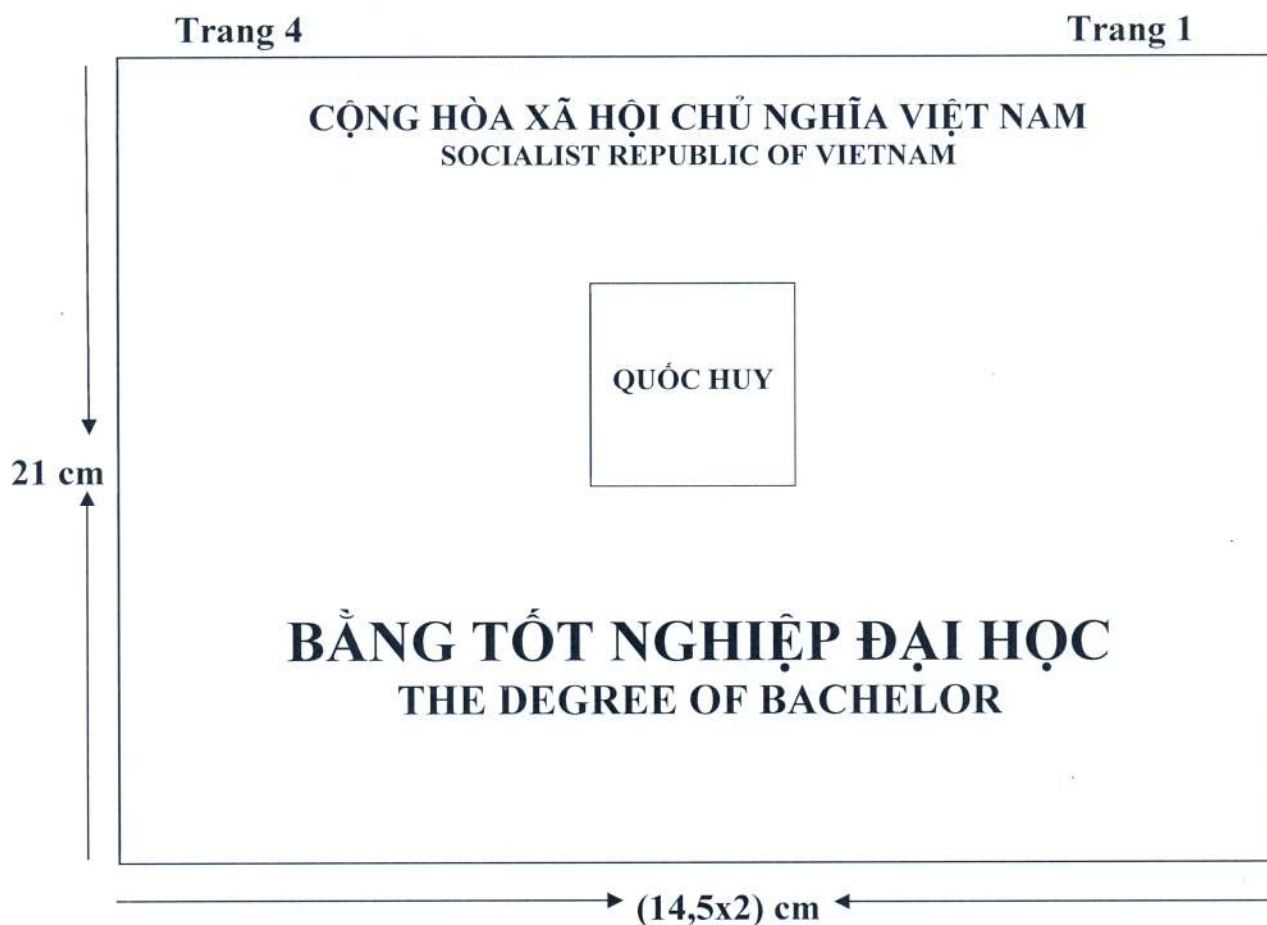 Trang 4 Trang 1
CỘNG HÒA XÃ HỘI CHỦ NGHĨA VIỆT NAM
SOCIALIST REPUBLIC OF VIETNAM
QUỐC HUY
21 cm
BẰNG TỐT NGHIỆP ĐẠI HỌC
THE DEGREE OF BACHELOR
(14,5x2) cm